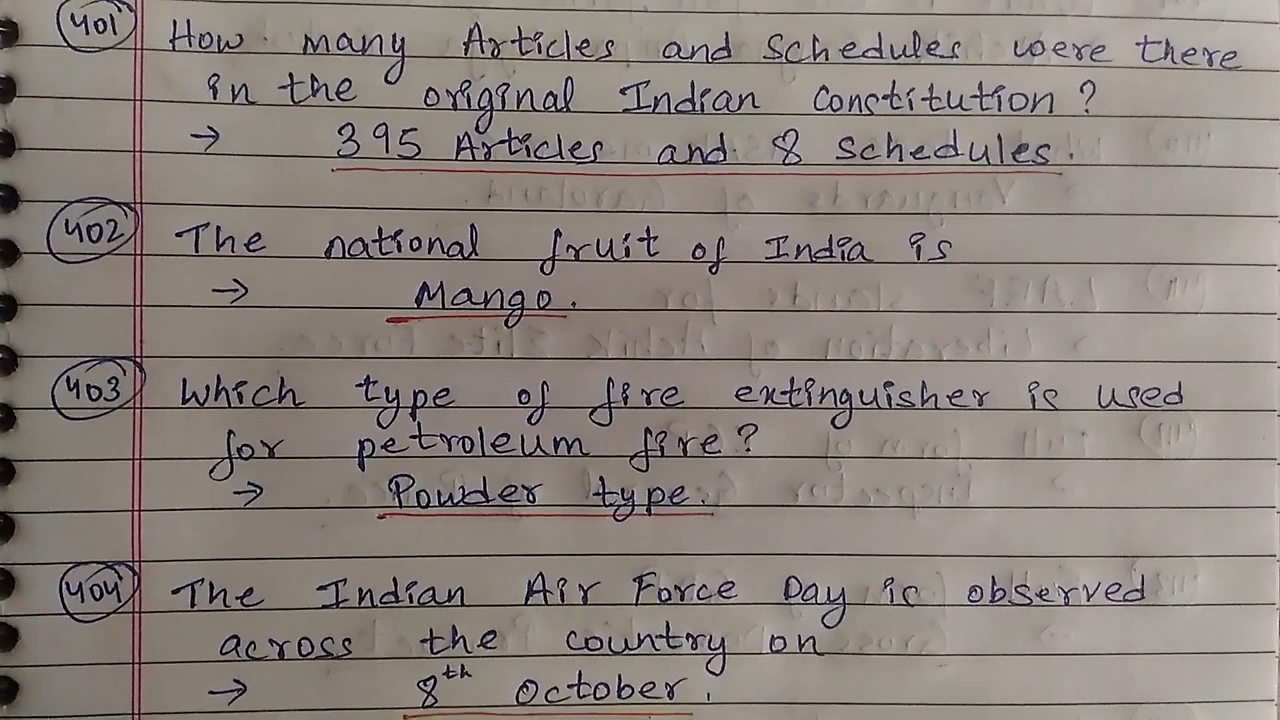 401 How many Articles and Schedules were there
in the original Indian Constitution?
→ 395 Articles and 8 Schedules.
402 The national fruit of India is
→ Mango.
403 Which type of fire extinguisher is used
for petroleum fire?
→ Powder type.
404 The Indian Air Force Day is observed
across the country on
→ 8th October.